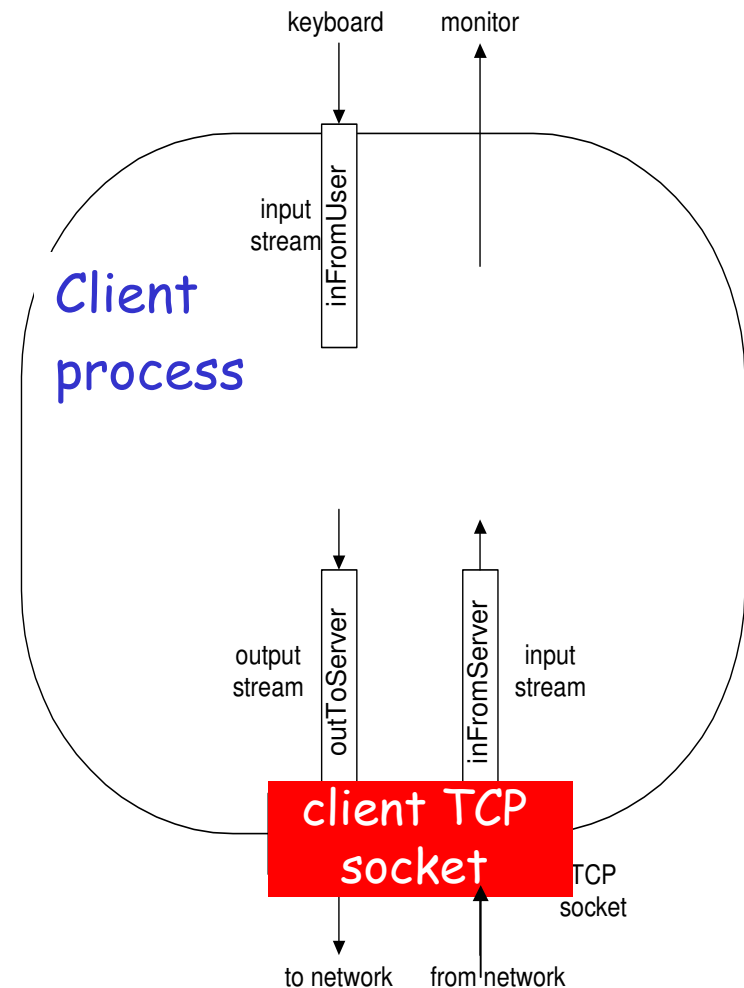 keyboard
monitor
input
stream
inFromUser
Client
process
output
stream
outToServer
inFromServer
input
stream
client TCP
socket
TCP
socket
to network
from network